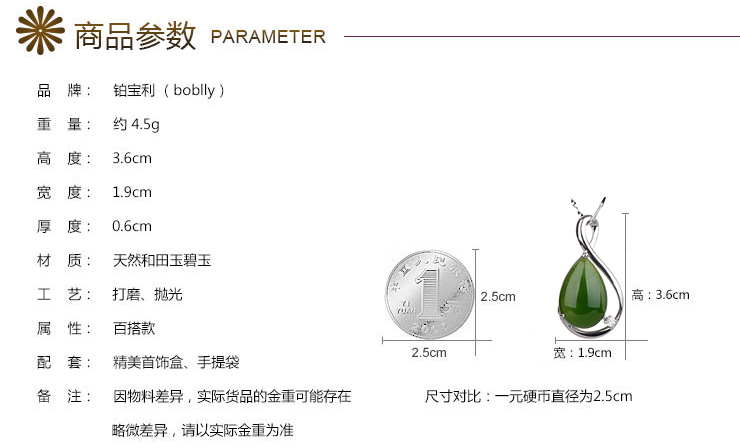 商品参数 PARAMETER
品 牌： 铂宝利（boblly）
重 量： 约 4.5g
高 度： 3.6cm
宽 度： 1.9cm
厚 度： 0.6cm
材 质： 天然和田玉碧玉
工 艺： 打磨、抛光
属 性： 百搭款
配 套： 精美首饰盒、手提袋
备 注： 因物料差异，实际货品的金重可能存在
略微差异，请以实际金重为准
1
YI YUAN
2.5cm
2.5cm
高：3.6cm
宽：1.9cm
尺寸对比：一元硬币直径为2.5cm